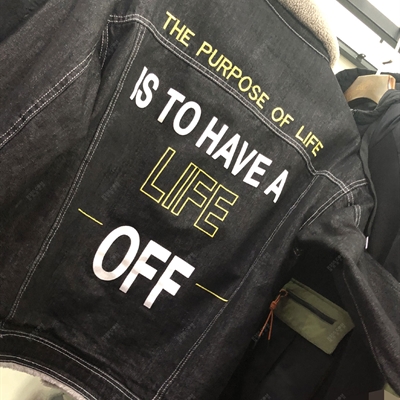 THE PURPOSE OF LIFE
IS TO HAVE A
LIFE
OFF